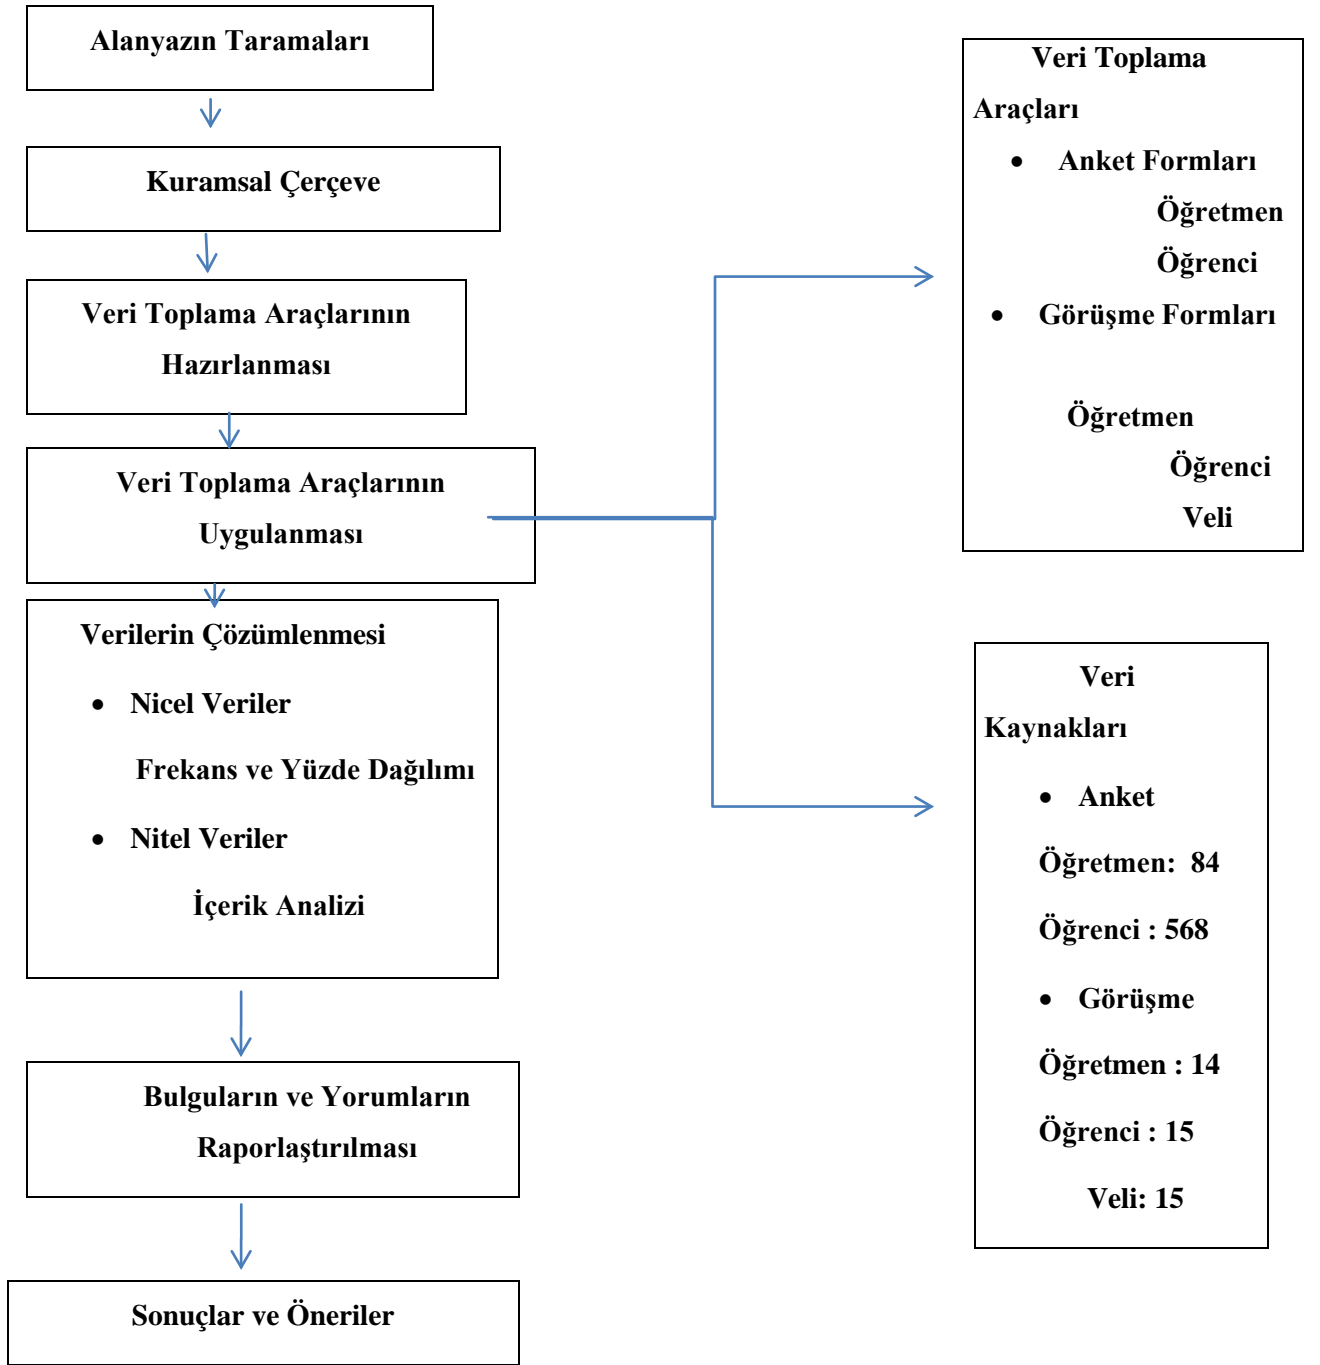 Alanyazın Taramaları
Kuramsal Çerçeve
Veri Toplama Araçlarının
Hazırlanması
Veri Toplama Araçlarının
Uygulanması
Verilerin Çözümlenmesi
• Nicel Veriler
Frekans ve Yüzde Dağılımı
• Nitel Veriler
İçerik Analizi
Bulguların ve Yorumların
Raporlaştırılması
Sonuçlar ve Öneriler
Veri Toplama
Araçları
• Anket Formları
Öğretmen
Öğrenci
• Görüşme Formları
Öğretmen
Öğrenci
Veli
Veri
Kaynakları
• Anket
Öğretmen: 84
Öğrenci : 568
• Görüşme
Öğretmen : 14
Öğrenci : 15
Veli: 15